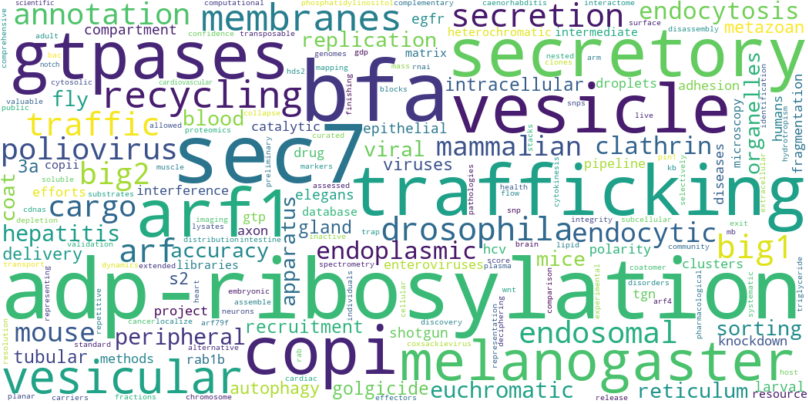 annotation
membranes
egfr
secretion
endocytosis
phosphatidylinositol
complementary
caenorhabditis
computational
interactome
scientific
adult
notch
compartment
confidence
transposable
surface
heterochromatic
intermediate
disassembly
metazoan
gtpases
replication
genomes
gdp
matrix
secretory
comprehensive
cytosolic
hds2
mapping
mass
rnai
nested
arm
clones
recycling
bfa
intracellular
droplets
adhesion
organelles
fly
blood
cardiovascular
collapse
finishing
blocks
vesicle
snps
live
public
valuable
traffic
allowed
proteomics
catalytic
epithelial
microscopy
humans
identification
hydrotropism
fragmentation
poliovirus
sec7
curated
markers
preliminary
viral
mammalian
clathrin
stacks
diseases
big2
drug
viruses
pipeline
3a
copii
muscle
soluble
efforts
substrates
interference
assessed
trafficking
cytokinesis
kb
selectively
extracellular
coat
cargo
arf1
elegans
health
flow
snp
pathologies
cdnas
depletion
imaging
gtp
database
gland
drosophila
integrity
subcellular
exit
mb
hepatitis
lysates
axon
apparatus
endocytic
validation
distribution
intestine
inactive
trap
endoplasmic
brain
lipid
community
big1
delivery
arf
accuracy
hcv
mice
polarity
coatomer
transport
dynamics
extended
libraries
spectrometry
enteroviruses
score
plasma
clusters
disorders
s2
heart
individuals
cellular
wnt
tgn
arf4
adp-ribosylation
representing
repetitive
project
embryonic
assemble
neurons
comparison
representation
deciphering
experimental
pharmacological
systematic
triglyceride
resolution
cancer
localize
arf79f
discovery
mouse
peripheral
recruitment
shotgun
coxsackievirus
endosomal
sorting
standard
alternative
knockdown
tubular
methods
rab1b
copi
rab
melanogaster
host
vesicular
cardiac
autophagy
golgicide
euchromatic
reticulum
larval
resource
planar
carriers
fractions
chromosome
effectors
release